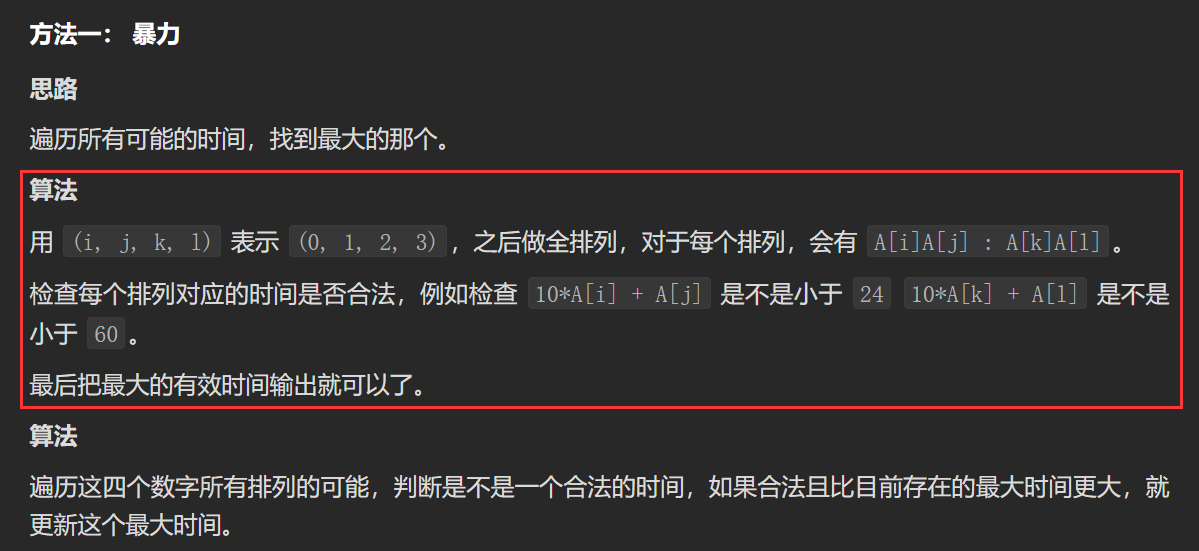 方法一： 暴力
思路
遍历所有可能的时间，找到最大的那个。
算法
用 (i, j, k, l) 表示 (0, 1, 2, 3)，之后做全排列，对于每个排列，会有 A[i]A[j] : A[k]A[l] 。
检查每个排列对应的时间是否合法，例如检查 10*A[i] + A[j] 是不是小于 24 10*A[k] + A[l] 是不是
小于 60 。
最后把最大的有效时间输出就可以了。
算法
遍历这四个数字所有排列的可能，判断是不是一个合法的时间，如果合法且比目前存在的最大时间更大，就
更新这个最大时间。